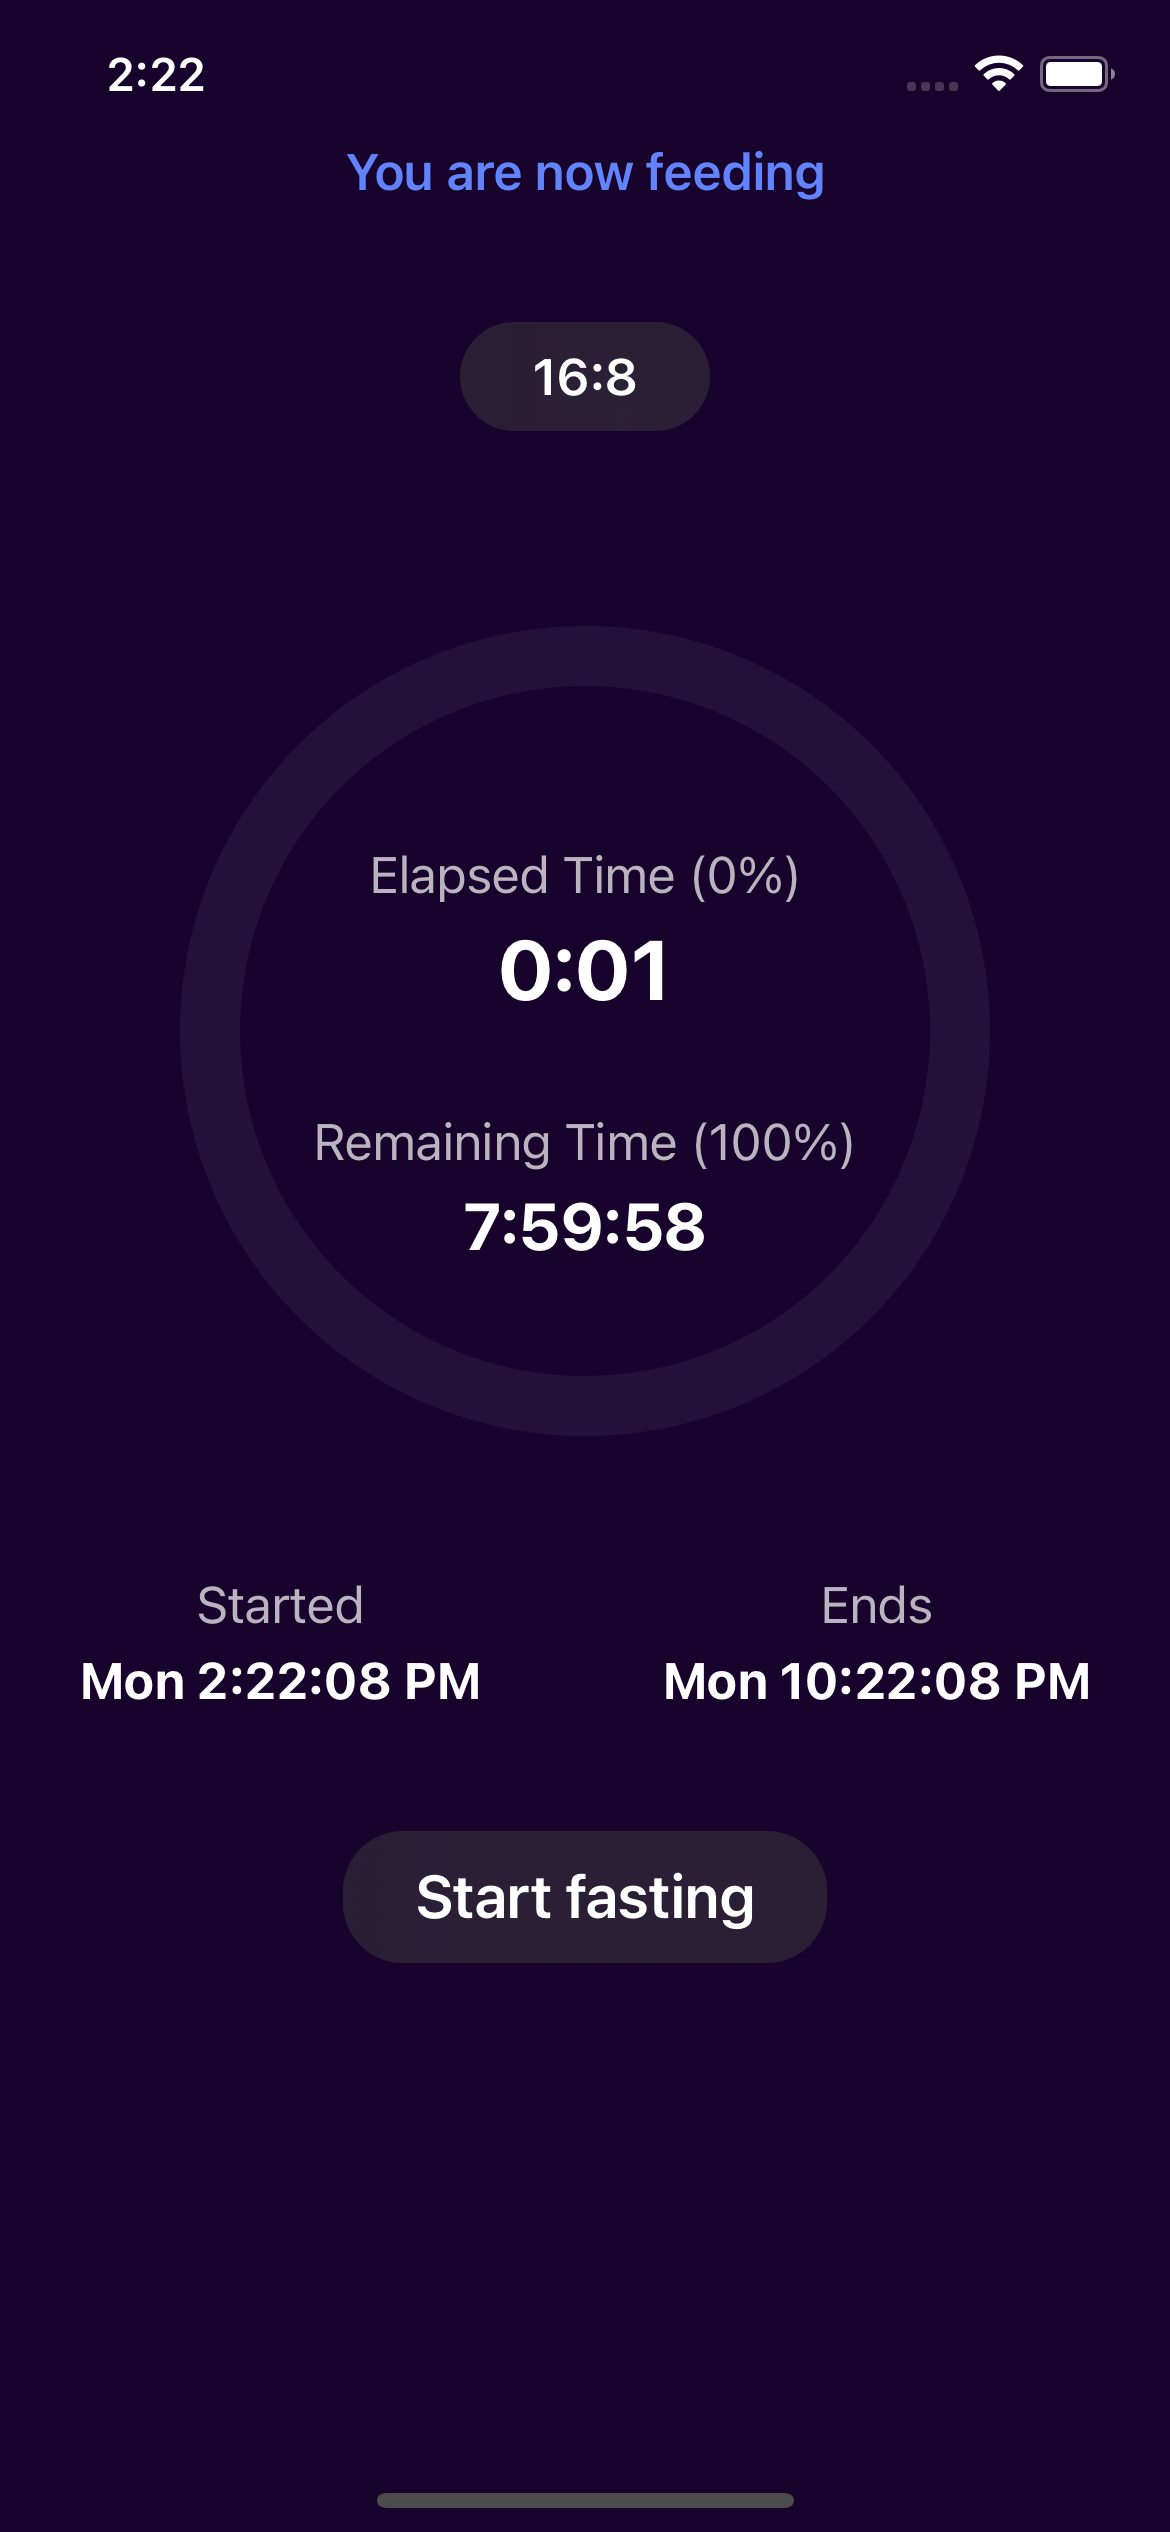 2:22
You are now feeding
16:8
Elapsed Time (0%)
0:01
Remaining Time (100%)
7:59:58
Started
Ends
Mon 2:22:08 PM
Mon 10:22:08 PM
Start fasting